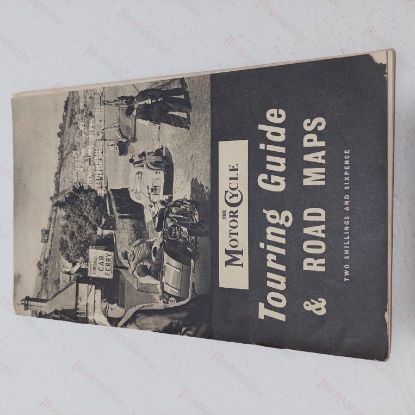 THE
MOTOR CYCLE
Touring Guide
& ROAD MAPS
TWO SHILLINGS AND SIXPENCE
CAR
FERRY